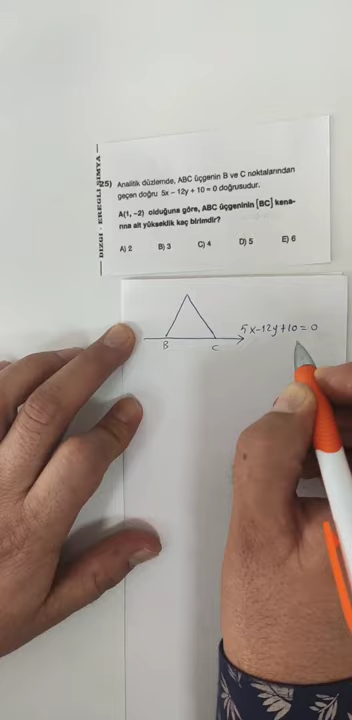 DİZGİ - EREĞLİ SİMYA
25) Analitik düzlemde, ABC üçgenin B ve C noktalarından
geçen doğru 5x – 12y + 10 = 0 doğrusudur.
A(1, –2) olduğuna göre, ABC üçgeninin [BC] kena-
rına ait yükseklik kaç birimdir?
A) 2 B) 3 C) 4 D) 5 E) 6
5x-12y+10=0
B C